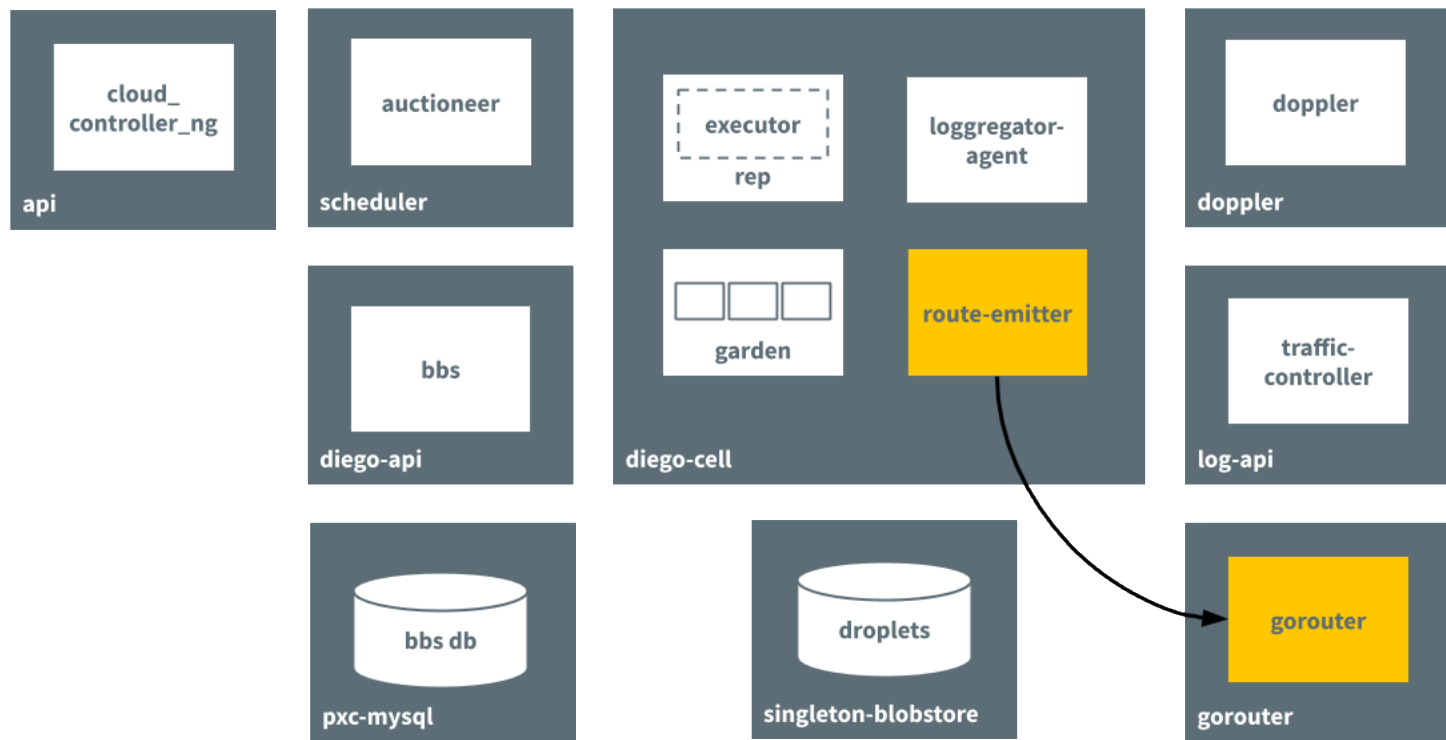 cloud_
controller_ng
api
auctioneer
scheduler
executor
rep
loggregator-
agent
garden
route-emitter
diego-cell
doppler
doppler
bbs
diego-api
traffic-
controller
log-api
bbs db
pxc-mysql
droplets
singleton-blobstore
gorouter
gorouter